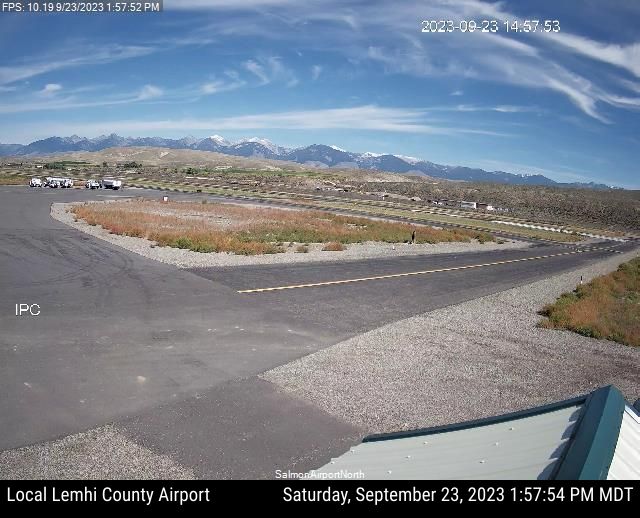 FPS: 10.19 9/23/2023 1:57:52 PM
2023-09-23 14:57:53
IPC
SalmonAirportNorth
Local Lemhi County Airport Saturday, September 23, 2023 1:57:54 PM MDT